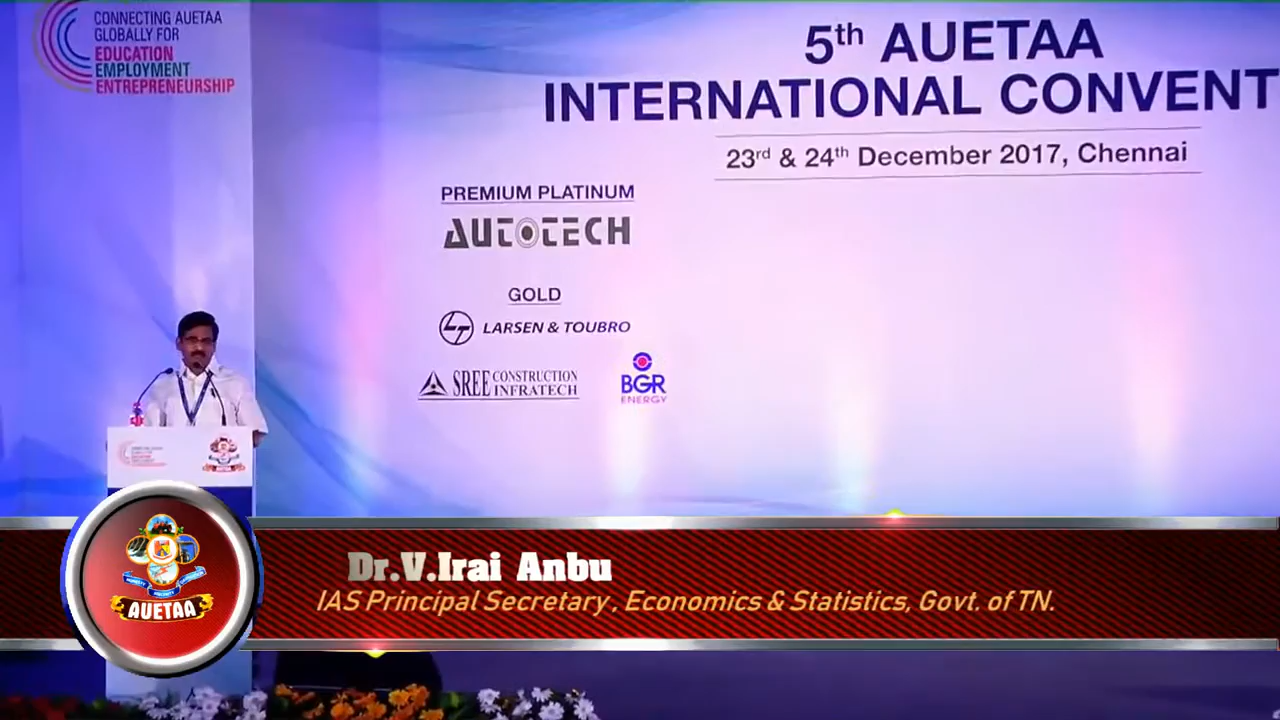 CONNECTING AUETAA
GLOBALLY FOR
EDUCATION
EMPLOYMENT
ENTREPRENEURSHIP
5th AUETAA
INTERNATIONAL CONVENT
23rd & 24th December 2017, Chennai
PREMIUM PLATINUM
AUTOTECH
GOLD
LARSEN & TOUBRO
SREE CONSTRUCTION
INFRATECH
BGR
ENERGY
AUETAA
Dr.V.Irai Anbu
IAS Principal Secretary, Economics & Statistics, Govt. of TN.